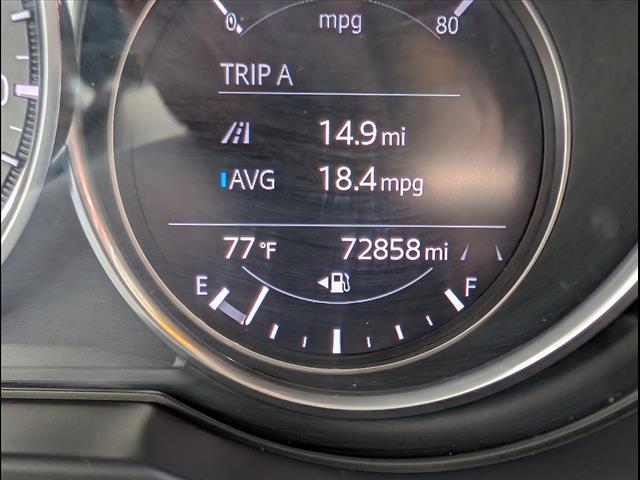 0 mpg 80
TRIP A
14.9 mi
AVG 18.4 mpg
77 °F 72858 mi
E F